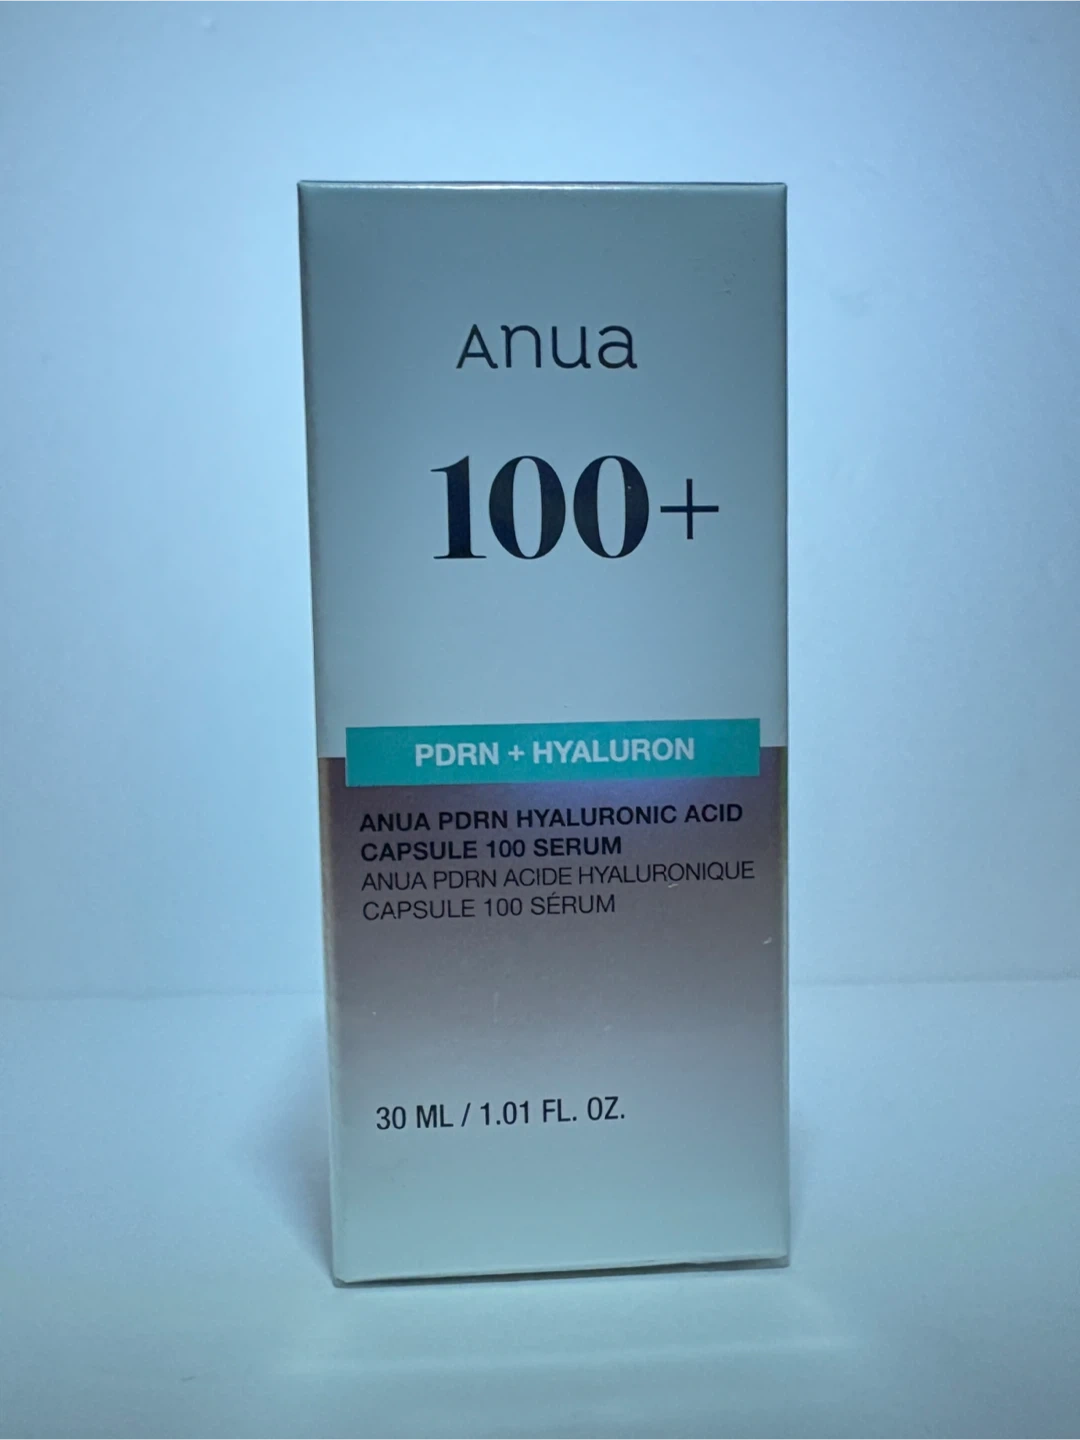 Anua
100+
PDRN + HYALURON
ANUA PDRN HYALURONIC ACID
CAPSULE 100 SERUM
ANUA PDRN ACIDE HYALURONIQUE
CAPSULE 100 SÉRUM
30 ML / 1.01 FL. OZ.